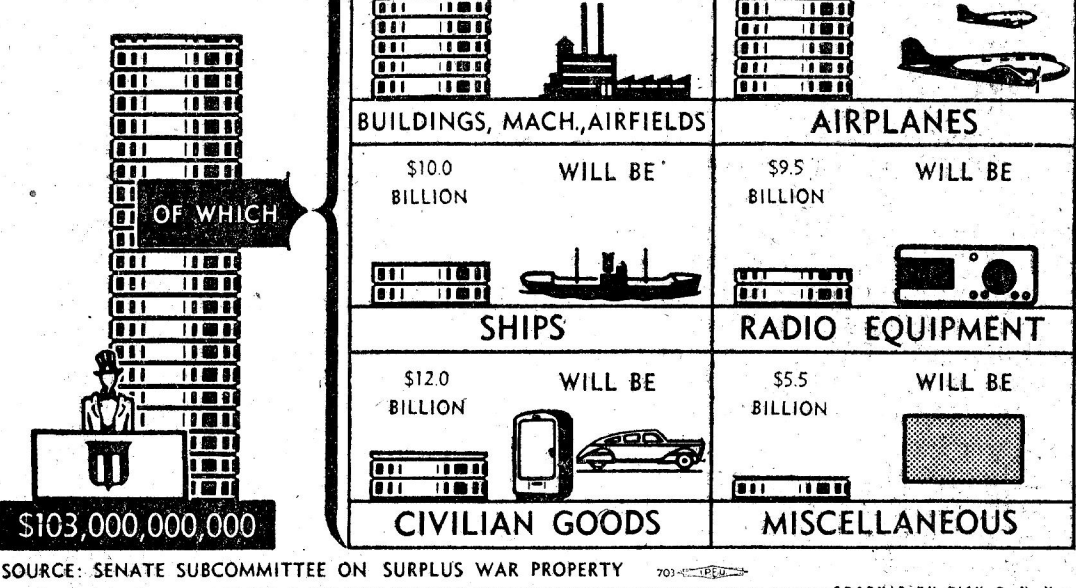 BUILDINGS, MACH., AIRFIELDS
AIRPLANES
OF WHICH
$10.0
BILLION
WILL BE
SHIPS
$9.5
BILLION
WILL BE
RADIO EQUIPMENT
$12.0
BILLION
WILL BE
CIVILIAN GOODS
$5.5
BILLION
WILL BE
MISCELLANEOUS
$103,000,000,000
SOURCE: SENATE SUBCOMMITTEE ON SURPLUS WAR PROPERTY
703